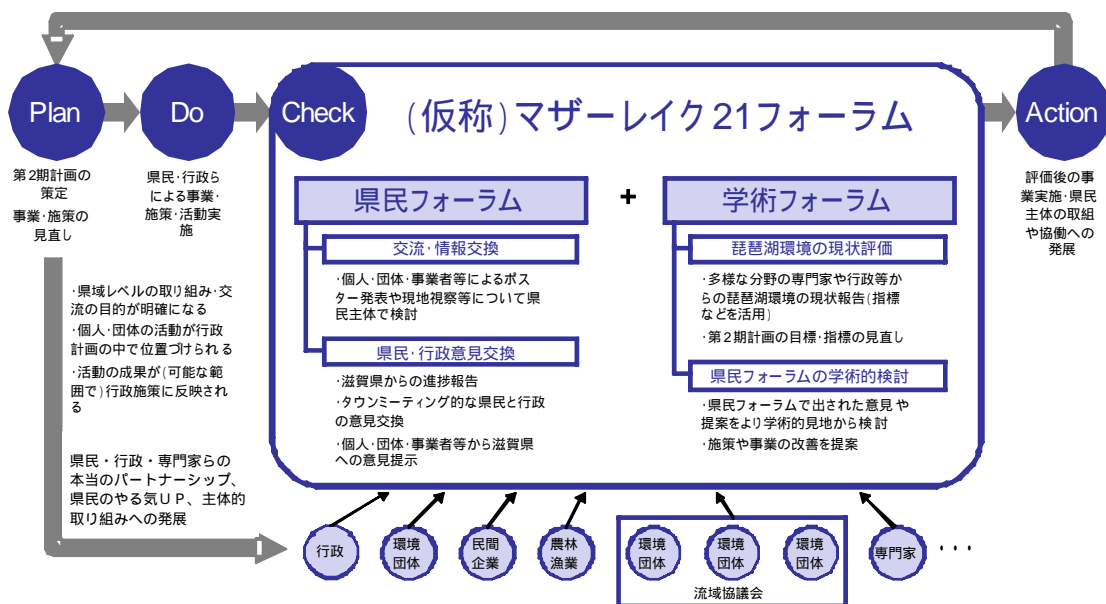 Plan
Do
Check
(仮称)マザーレイク21フォーラム
Action
第2期計画の
策定
事業・施策の
見直し
県民・行政ら
による事業・
施策・活動実
施
評価後の事
業実施・県民
主体の取組
や協働への
発展
県民フォーラム
+
学術フォーラム
交流・情報交換
・個人・団体・事業者等によるポス
ター発表や現地視察等について県
民主体で検討
県民・行政意見交換
・滋賀県からの進捗報告
・タウンミーティング的な県民と行政
の意見交換
・個人・団体・事業者等から滋賀県
への意見提示
琵琶湖環境の現状評価
・多様な分野の専門家や行政等か
らの琵琶湖環境の現状報告(指標
などを活用)
・第2期計画の目標・指標の見直し
県民フォーラムの学術的検討
・県民フォーラムで出された意見や
提案をより学術的見地から検討
・施策や事業の改善を提案
・県域レベルの取り組み・交
流の目的が明確になる
・個人・団体の活動が行政
計画の中で位置づけられる
・活動の成果が(可能な範
囲で)行政施策に反映され
る
県民・行政・専門家らの
本当のパートナーシップ、
県民のやる気UP、主体的
取り組みへの発展
行政
環境
団体
民間
企業
農林
漁業
環境
団体
環境
団体
環境
団体
流域協議会
専門家
・・・